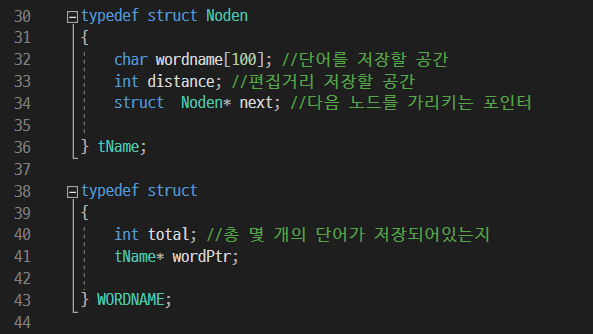 30 typedef struct Noden
31 {
32 char wordname[100]; //단어를 저장할 공간
33 int distance; //편집거리 저장할 공간
34 struct  Noden* next; //다음 노드를 가리키는 포인터
35
36 } tName;
37
38 typedef struct
39 {
40 int total; //총 몇 개의 단어가 저장되어있는지
41 tName* wordPtr;
42
43 } WORDNAME;
44